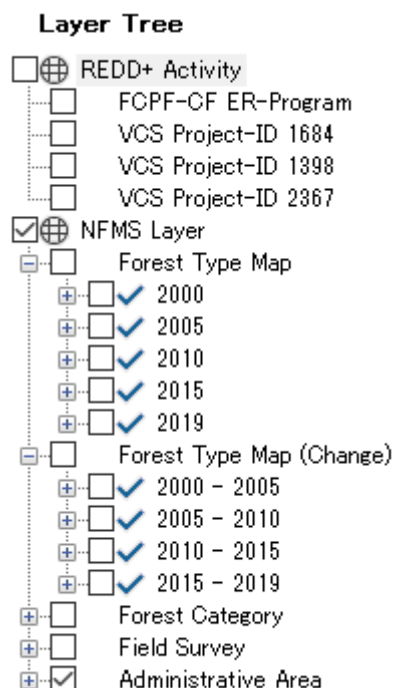 Layer Tree
REDD+ Activity
FCPF-CF ER-Program
VCS Project-ID 1684
VCS Project-ID 1398
VCS Project-ID 2367
NFMS Layer
Forest Type Map
2000
2005
2010
2015
2019
Forest Type Map (Change)
2000 - 2005
2005 - 2010
2010 - 2015
2015 - 2019
Forest Category
Field Survey
Administrative Area